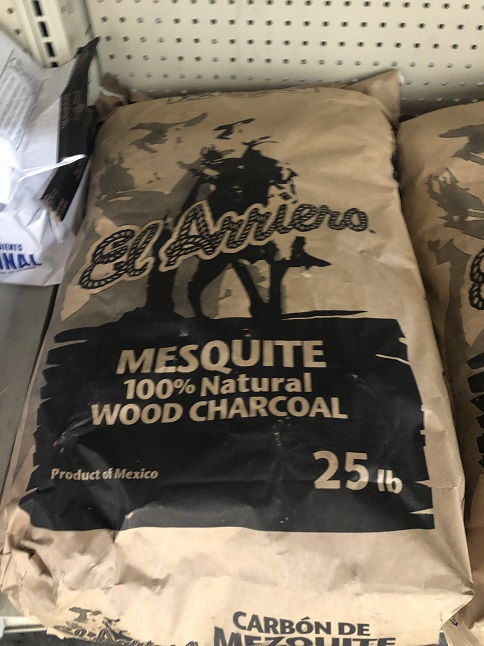 El Arriero
MESQUITE
100% Natural
WOOD CHARCOAL
25 lb
Product of Mexico
CARBÓN DE
MEZQUITE